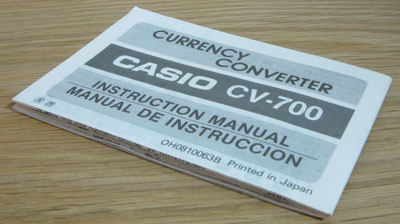 CURRENCY
CONVERTER
CASIO CV-700
INSTRUCTION MANUAL
MANUAL DE INSTRUCCION
OH0810063B Printed in Japan